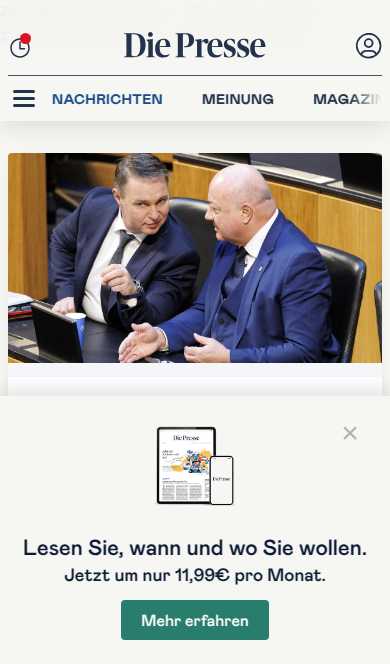 Die Presse
NACHRICHTEN
MEINUNG
MAGAZIN
Die Presse
Die Presse
Lesen Sie, wann und wo Sie wollen.
Jetzt um nur 11,99€ pro Monat.
Mehr erfahren